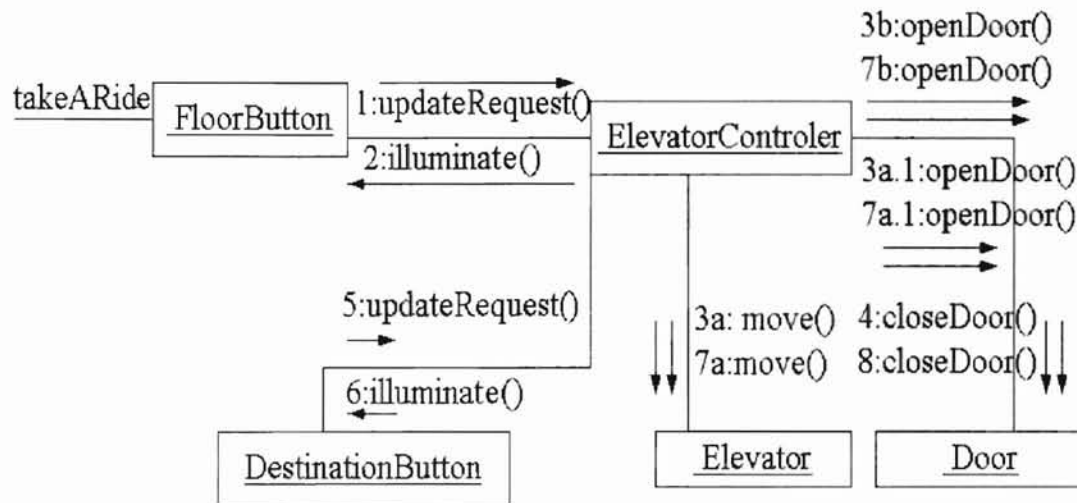 3b:openDoor()
7b:openDoor()
takeARide
FloorButton
1:updateRequest()
2:illuminate()
ElevatorControler
3a.1:openDoor()
7a.1:openDoor()
5:updateRequest()
6:illuminate()
3a: move()
7a:move()
4:closeDoor()
8:closeDoor()
DestinationButton
Elevator
Door